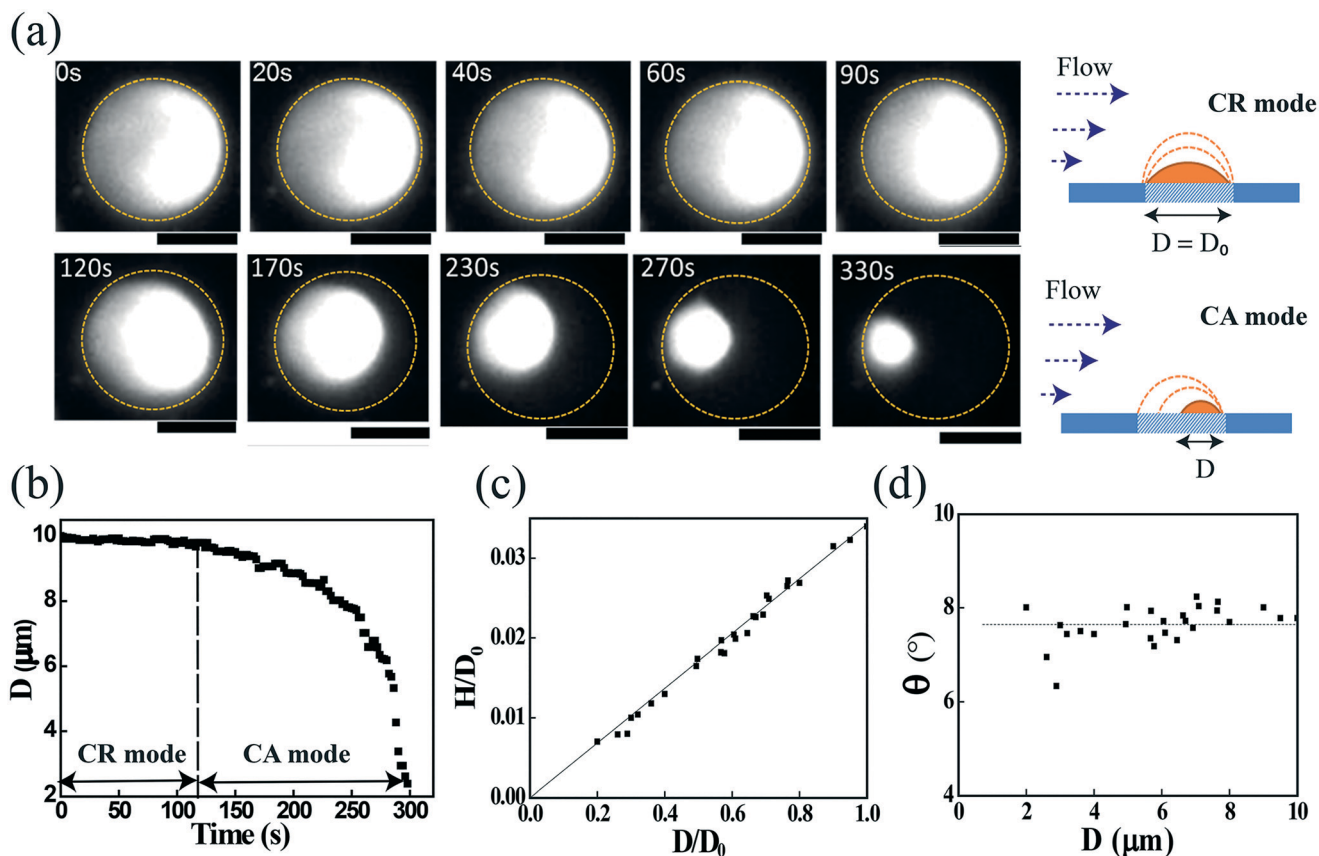 (a)
0s 20s 40s 60s 90s
Flow
CR mode
D = D₀
120s 170s 230s 270s 330s
Flow
CA mode
D
(b)
10
8
6
4
2
D (μm)
CR mode CA mode
0 50 100 150 200 250 300
Time (s)
(c)
0.03
0.02
0.01
0.00
H/D₀
0.0 0.2 0.4 0.6 0.8 1.0
D/D₀
(d)
10
8
6
4
θ (°)
0 2 4 6 8 10
D (μm)